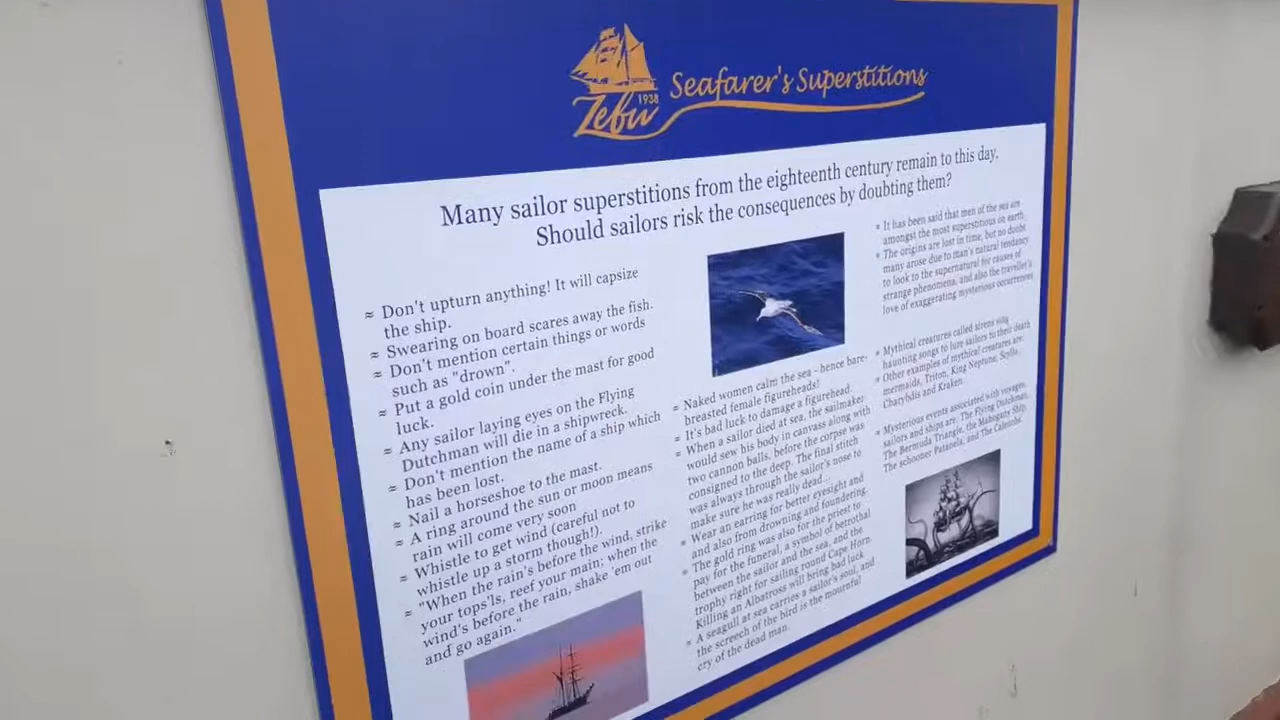 Zebu 1938
Seafarer's Superstitions
Many sailor superstitions from the eighteenth century remain to this day.
Should sailors risk the consequences by doubting them?
≈ Don't upturn anything! It will capsize
the ship.
≈ Swearing on board scares away the fish.
≈ Don't mention certain things or words
such as "drown".
≈ Put a gold coin under the mast for good
luck.
≈ Any sailor laying eyes on the Flying
Dutchman will die in a shipwreck.
≈ Don't mention the name of a ship which
has been lost.
≈ Nail a horseshoe to the mast.
≈ A ring around the sun or moon means
rain will come very soon
≈ Whistle to get wind (careful not to
whistle up a storm though!).
≈ "When the rain's before the wind, strike
your tops'ls, reef your main; when the
wind's before the rain, shake 'em out
and go again."
≈ Naked women calm the sea - hence bare-
breasted female figureheads!
≈ It's bad luck to damage a figurehead.
≈ When a sailor died at sea, the sailmaker
would sew his body in canvass along with
two cannon balls, before the corpse was
consigned to the deep. The final stitch
was always through the sailor's nose to
make sure he was really dead...
≈ Wear an earring for better eyesight and
and also from drowning and foundering.
≈ The gold ring was also for the priest to
pay for the funeral, a symbol of betrothal
between the sailor and the sea, and the
trophy right for sailing round Cape Horn.
Killing an Albatross will bring bad luck
≈ A seagull at sea carries a sailor's soul, and
the screech of the bird is the mournful
cry of the dead man.
≈ It has been said that men of the sea are
amongst the most superstitious on earth.
≈ The origins are lost in time, but no doubt
many arose due to man's natural tendency
to look to the supernatural for causes of
strange phenomena, and also the traveller's
love of exaggerating mysterious occurrences
≈ Mythical creatures called sirens sing
haunting songs to lure sailors to their death
≈ Other examples of mythical creatures are:
mermaids, Triton, King Neptune, Scylla,
Charybdis and Kraken.
≈ Mysterious events associated with voyages,
sailors and ships are: The Flying Dutchman,
The Bermuda Triangle, the Mahogany Ship,
The schooner Patanela, and The Caleuche.